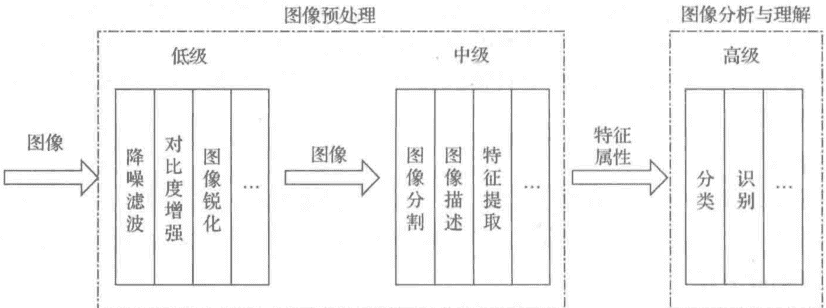 图像预处理
图像分析与理解
低级
中级
高级
图像
降噪滤波
对比度增强
图像锐化
…
图像
图像分割
图像描述
特征提取
…
特征
属性
分类
识别
…